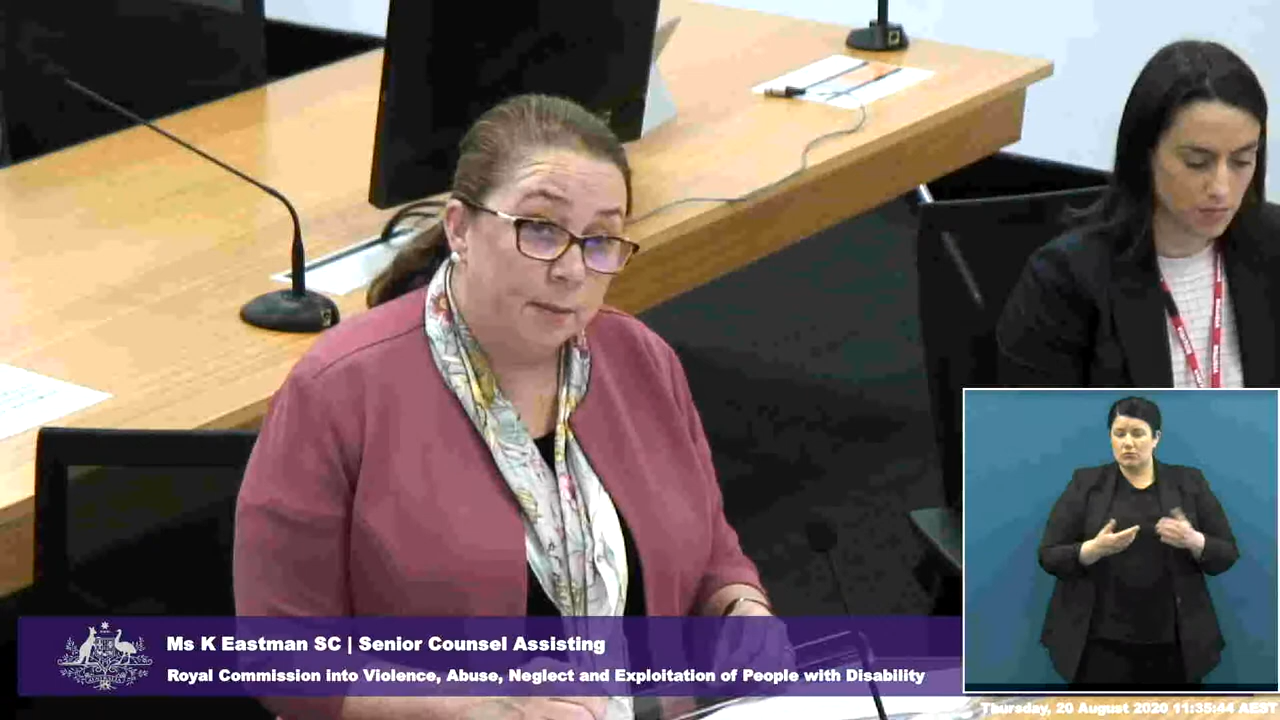 Ms K Eastman SC | Senior Counsel Assisting
Royal Commission into Violence, Abuse, Neglect and Exploitation of People with Disability
Thursday, 20 August 2020 11:35:44 AEST